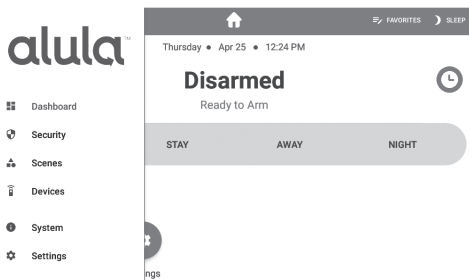 alula™
Dashboard
Security
Scenes
Devices
System
Settings
FAVORITES
SLEEP
Thursday ● Apr 25 ● 12:24 PM
Disarmed
Ready to Arm
STAY AWAY NIGHT
ngs